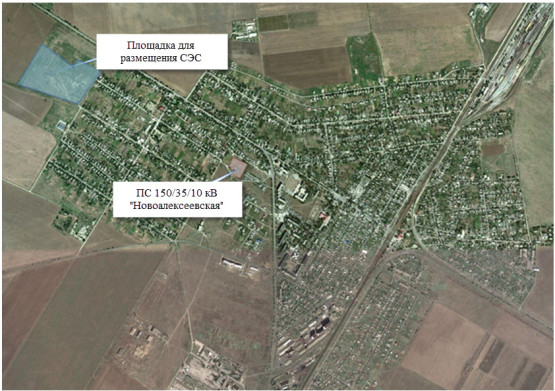 Площадка для
размещения СЭС
ПС 150/35/10 кВ
"Новоалексеевская"